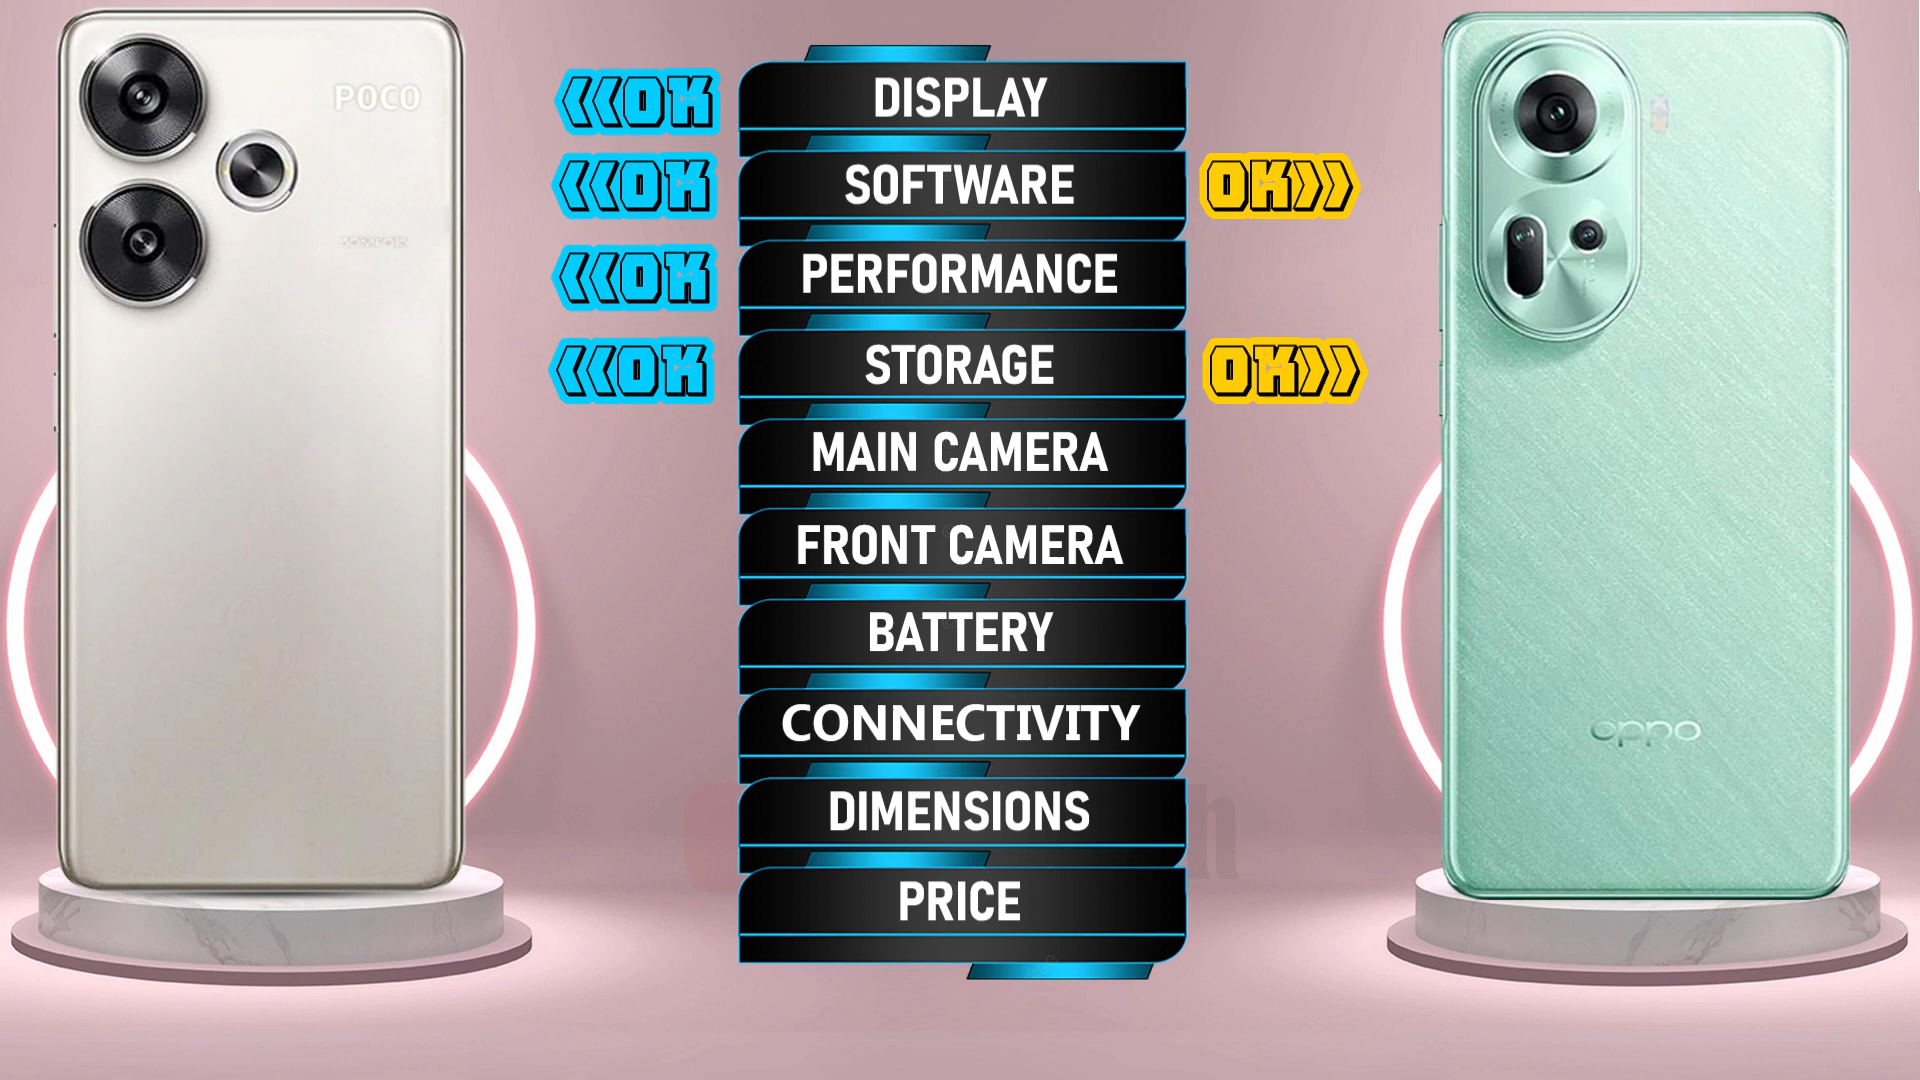 POCO
<<OK DISPLAY
<<OK SOFTWARE OK>>
<<OK PERFORMANCE
<<OK STORAGE OK>>
MAIN CAMERA
FRONT CAMERA
BATTERY
CONNECTIVITY
DIMENSIONS
PRICE
oppo